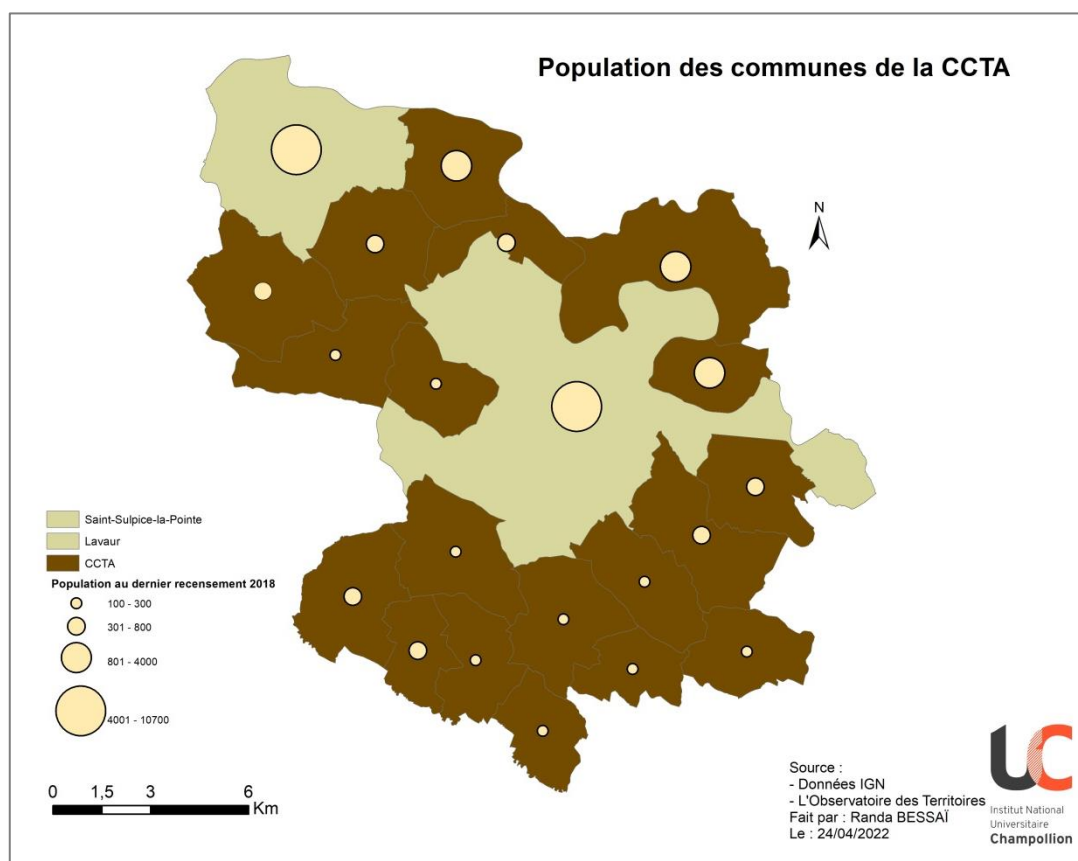 Population des communes de la CCTA
N
Saint-Sulpice-la-Pointe
Lavaur
CCTA
Population au dernier recensement 2018
100 - 300
301 - 800
801 - 4000
4001 - 10700
0 1,5 3 6
Km
Source :
- Données IGN
- L'Observatoire des Territoires
Fait par : Randa BESSAÏ
Le : 24/04/2022
UC
Institut National
Universitaire
Champollion